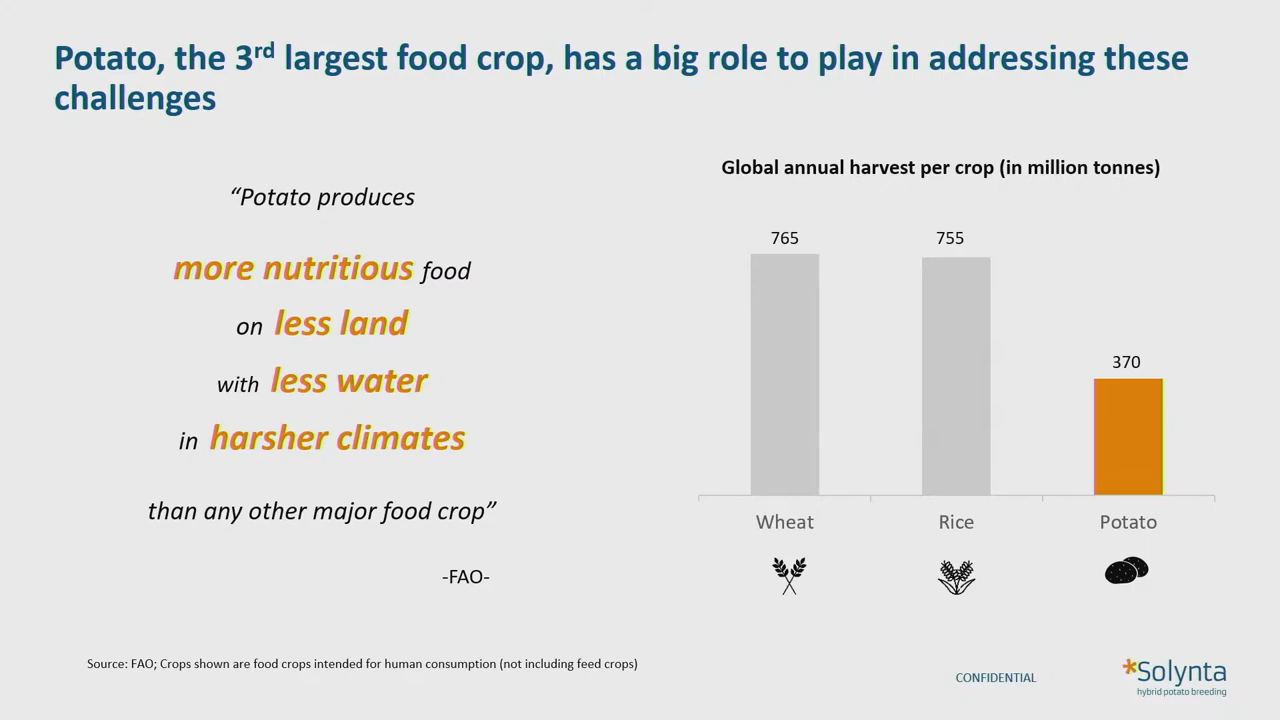 Potato, the 3rd largest food crop, has a big role to play in addressing these
challenges
“Potato produces
more nutritious food
on less land
with less water
in harsher climates
than any other major food crop”
-FAO-
Global annual harvest per crop (in million tonnes)
765
755
370
Wheat
Rice
Potato
Source: FAO; Crops shown are food crops intended for human consumption (not including feed crops)
CONFIDENTIAL
Solynta
hybrid potato breeding